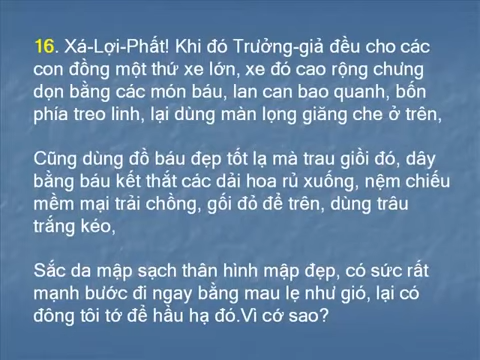 16. Xá-Lợi-Phất! Khi đó Trưởng-giả đều cho các
con đồng một thứ xe lớn, xe đó cao rộng chưng
dọn bằng các món báu, lan can bao quanh, bốn
phía treo linh, lại dùng màn lọng giăng che ở trên,
Cũng dùng đồ báu đẹp tốt lạ mà trau giồi đó, dây
bằng báu kết thắt các dải hoa rủ xuống, nệm chiếu
mềm mại trải chồng, gối đỏ để trên, dùng trâu
trắng kéo,
Sắc da mập sạch thân hình mập đẹp, có sức rất
mạnh bước đi ngay bằng mau lẹ như gió, lại có
đông tôi tớ để hầu hạ đó.Vì cớ sao?